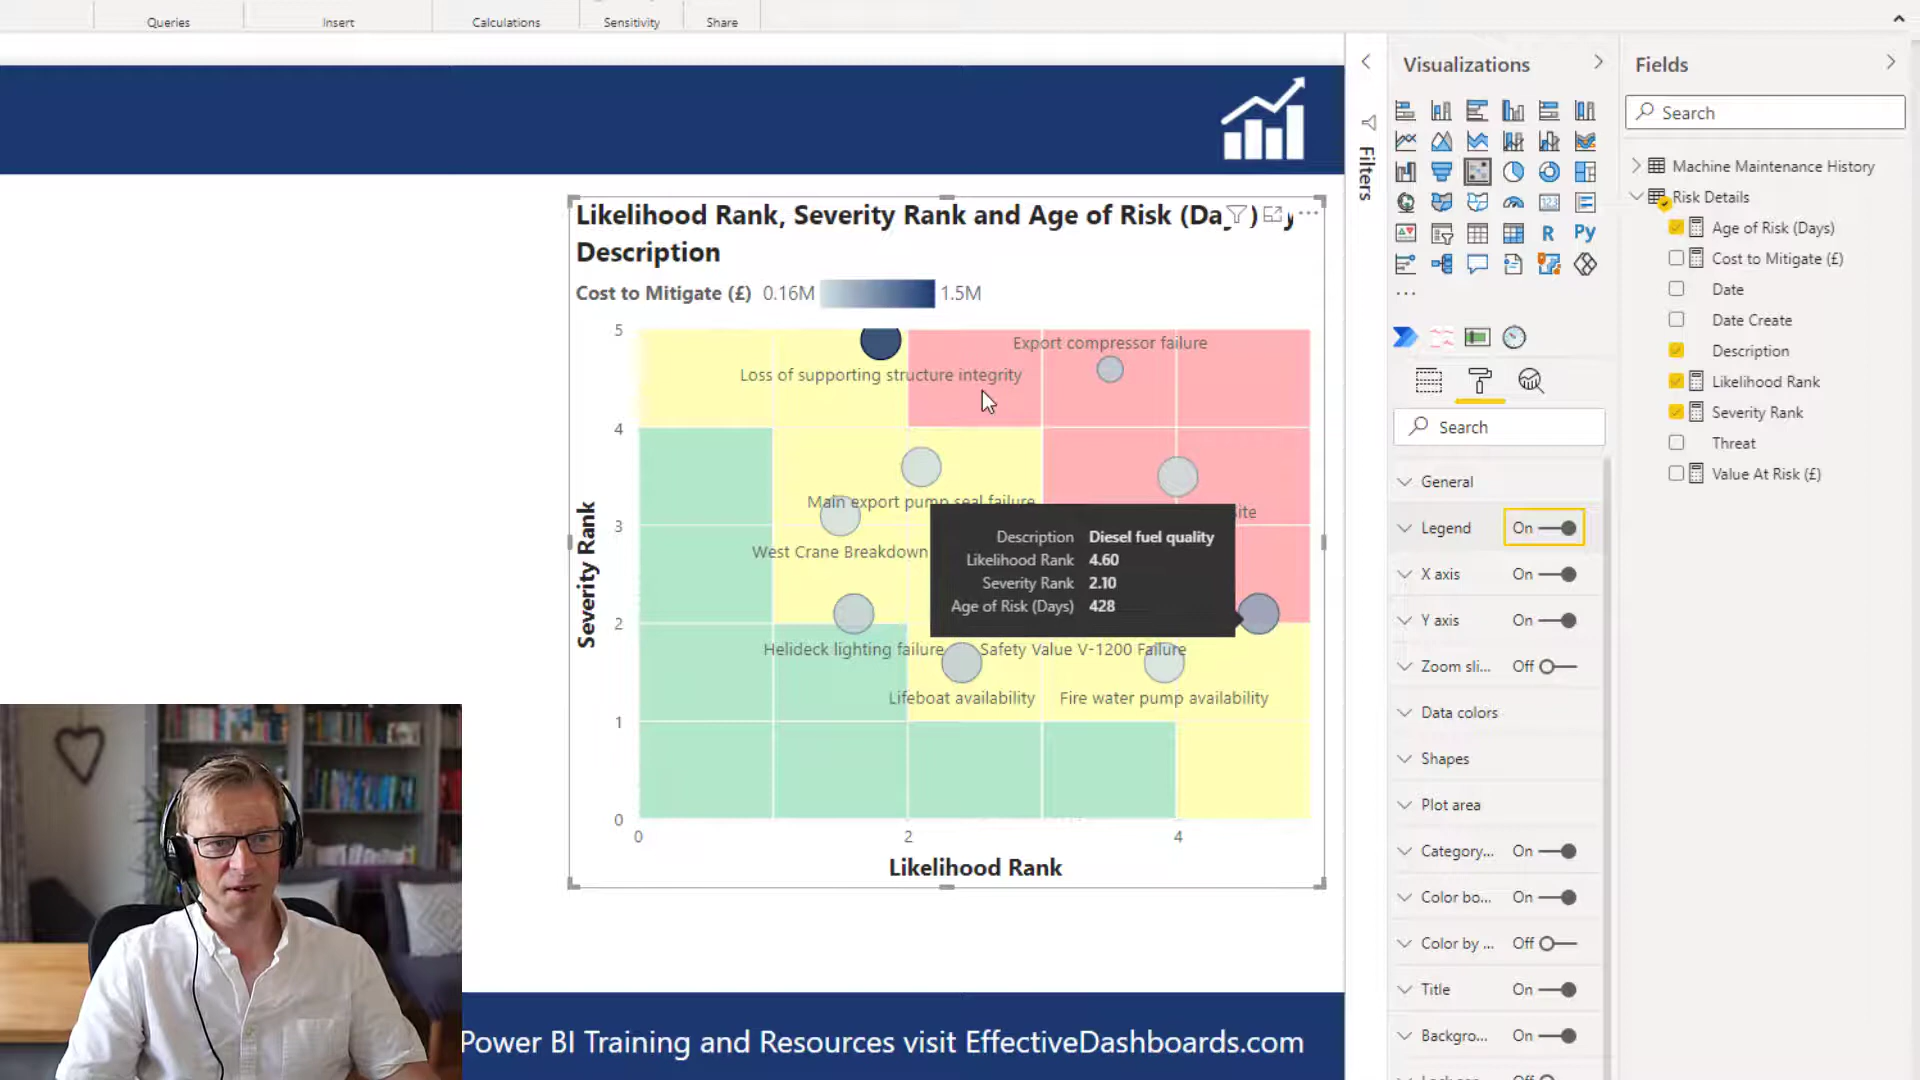 Queries
Insert
Calculations
Sensitivity
Share
Likelihood Rank, Severity Rank and Age of Risk (Da
Description
Cost to Mitigate (£) 0.16M 1.5M
5
4
3
2
1
0
0
2
4
Severity Rank
Likelihood Rank
Export compressor failure
Loss of supporting structure integrity
Main export pump seal failure
West Crane Breakdown
Helideck lighting failure
Safety Value V-1200 Failure
Lifeboat availability
Fire water pump availability
Description Diesel fuel quality
Likelihood Rank 4.60
Severity Rank 2.10
Age of Risk (Days) 428
Power BI Training and Resources visit EffectiveDashboards.com
Filters
Visualizations
123
R
Py
...
Search
General
Legend On
X axis On
Y axis On
Zoom sli... Off
Data colors
Shapes
Plot area
Category... On
Color bo... On
Color by ... Off
Title On
Backgro... On
Fields
Search
Machine Maintenance History
Risk Details
Age of Risk (Days)
Cost to Mitigate (£)
Date
Date Create
Description
Likelihood Rank
Severity Rank
Threat
Value At Risk (£)